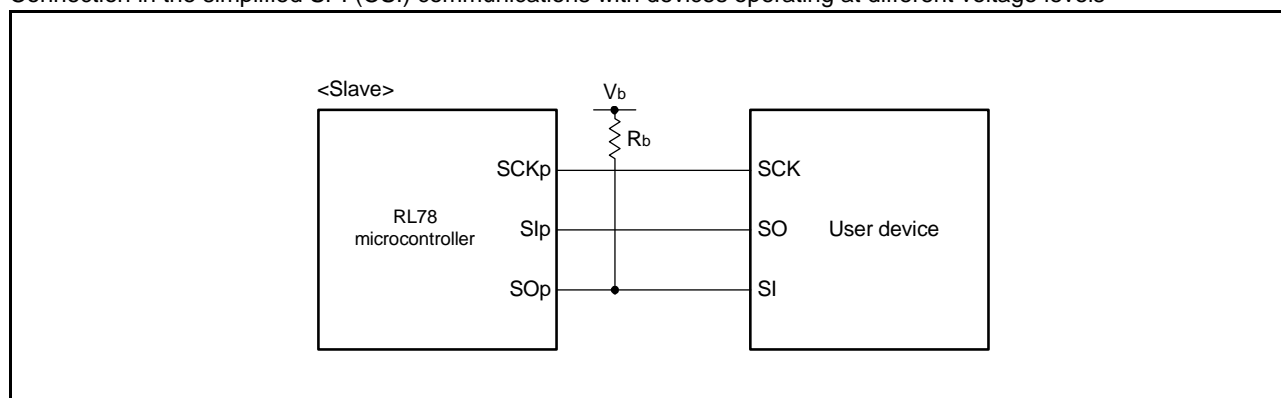 Connection in the simplified SPI (CSI) communications with devices operating at different voltage levels
<Slave>
Vb
Rb
SCKp
SCK
RL78
microcontroller
SIp
SO
User device
SOp
SI